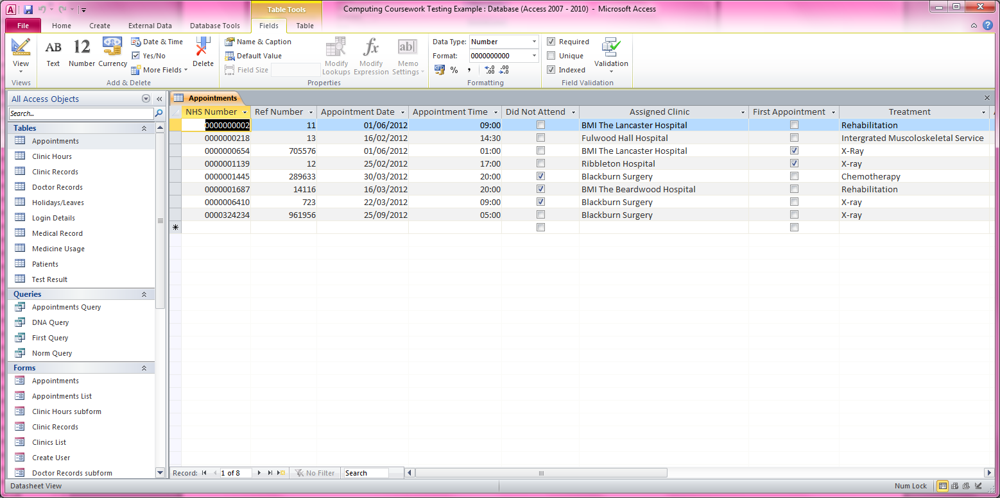 Table Tools
Computing Coursework Testing Example : Database (Access 2007 - 2010) - Microsoft Access
File Home Create External Data Database Tools Fields Table
View
Views
AB Text
12 Number
Currency
Date & Time
Yes/No
More Fields
Delete
Add & Delete
Name & Caption
Default Value
Field Size
Modify Lookups
fx Modify Expression
ab Memo Settings
Properties
Data Type: Number
Format: 0000000000
% , .00 .00
Formatting
Required
Unique
Indexed
Validation
Field Validation
All Access Objects
Search...
Tables
Appointments
Clinic Hours
Clinic Records
Doctor Records
Holidays/Leaves
Login Details
Medical Record
Medicine Usage
Patients
Test Result
Queries
Appointments Query
DNA Query
First Query
Norm Query
Forms
Appointments
Appointments List
Clinic Hours subform
Clinic Records
Clinics List
Create User
Doctor Records subform
Appointments
NHS Number Ref Number Appointment Date Appointment Time Did Not Attend Assigned Clinic First Appointment Treatment
0000000002 11 01/06/2012 09:00 BMI The Lancaster Hospital Rehabilitation
0000000218 13 16/02/2012 14:30 Fulwood Hall Hospital Intergrated Muscoloskeletal Service
0000000654 705576 01/06/2012 01:00 BMI The Lancaster Hospital X-Ray
0000001139 12 25/02/2012 17:00 Ribbleton Hospital X-ray
0000001445 289633 30/03/2012 20:00 Blackburn Surgery Chemotherapy
0000001687 14116 16/03/2012 20:00 BMI The Beardwood Hospital Rehabilitation
0000006410 723 22/03/2012 09:00 Blackburn Surgery X-ray
0000324234 961956 25/09/2012 05:00 Blackburn Surgery X-ray
Record: 1 of 8 No Filter Search
Datasheet View Num Lock